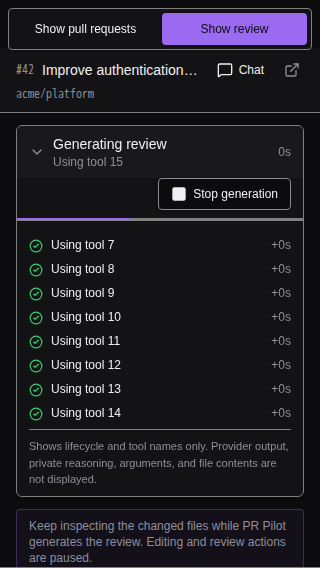 Show pull requests
Show review
#42 Improve authentication… Chat
acme/platform
Generating review
0s
Using tool 15
Stop generation
Using tool 7 +0s
Using tool 8 +0s
Using tool 9 +0s
Using tool 10 +0s
Using tool 11 +0s
Using tool 12 +0s
Using tool 13 +0s
Using tool 14 +0s
Shows lifecycle and tool names only. Provider output,
private reasoning, arguments, and file contents are
not displayed.
Keep inspecting the changed files while PR Pilot
generates the review. Editing and review actions
are paused.